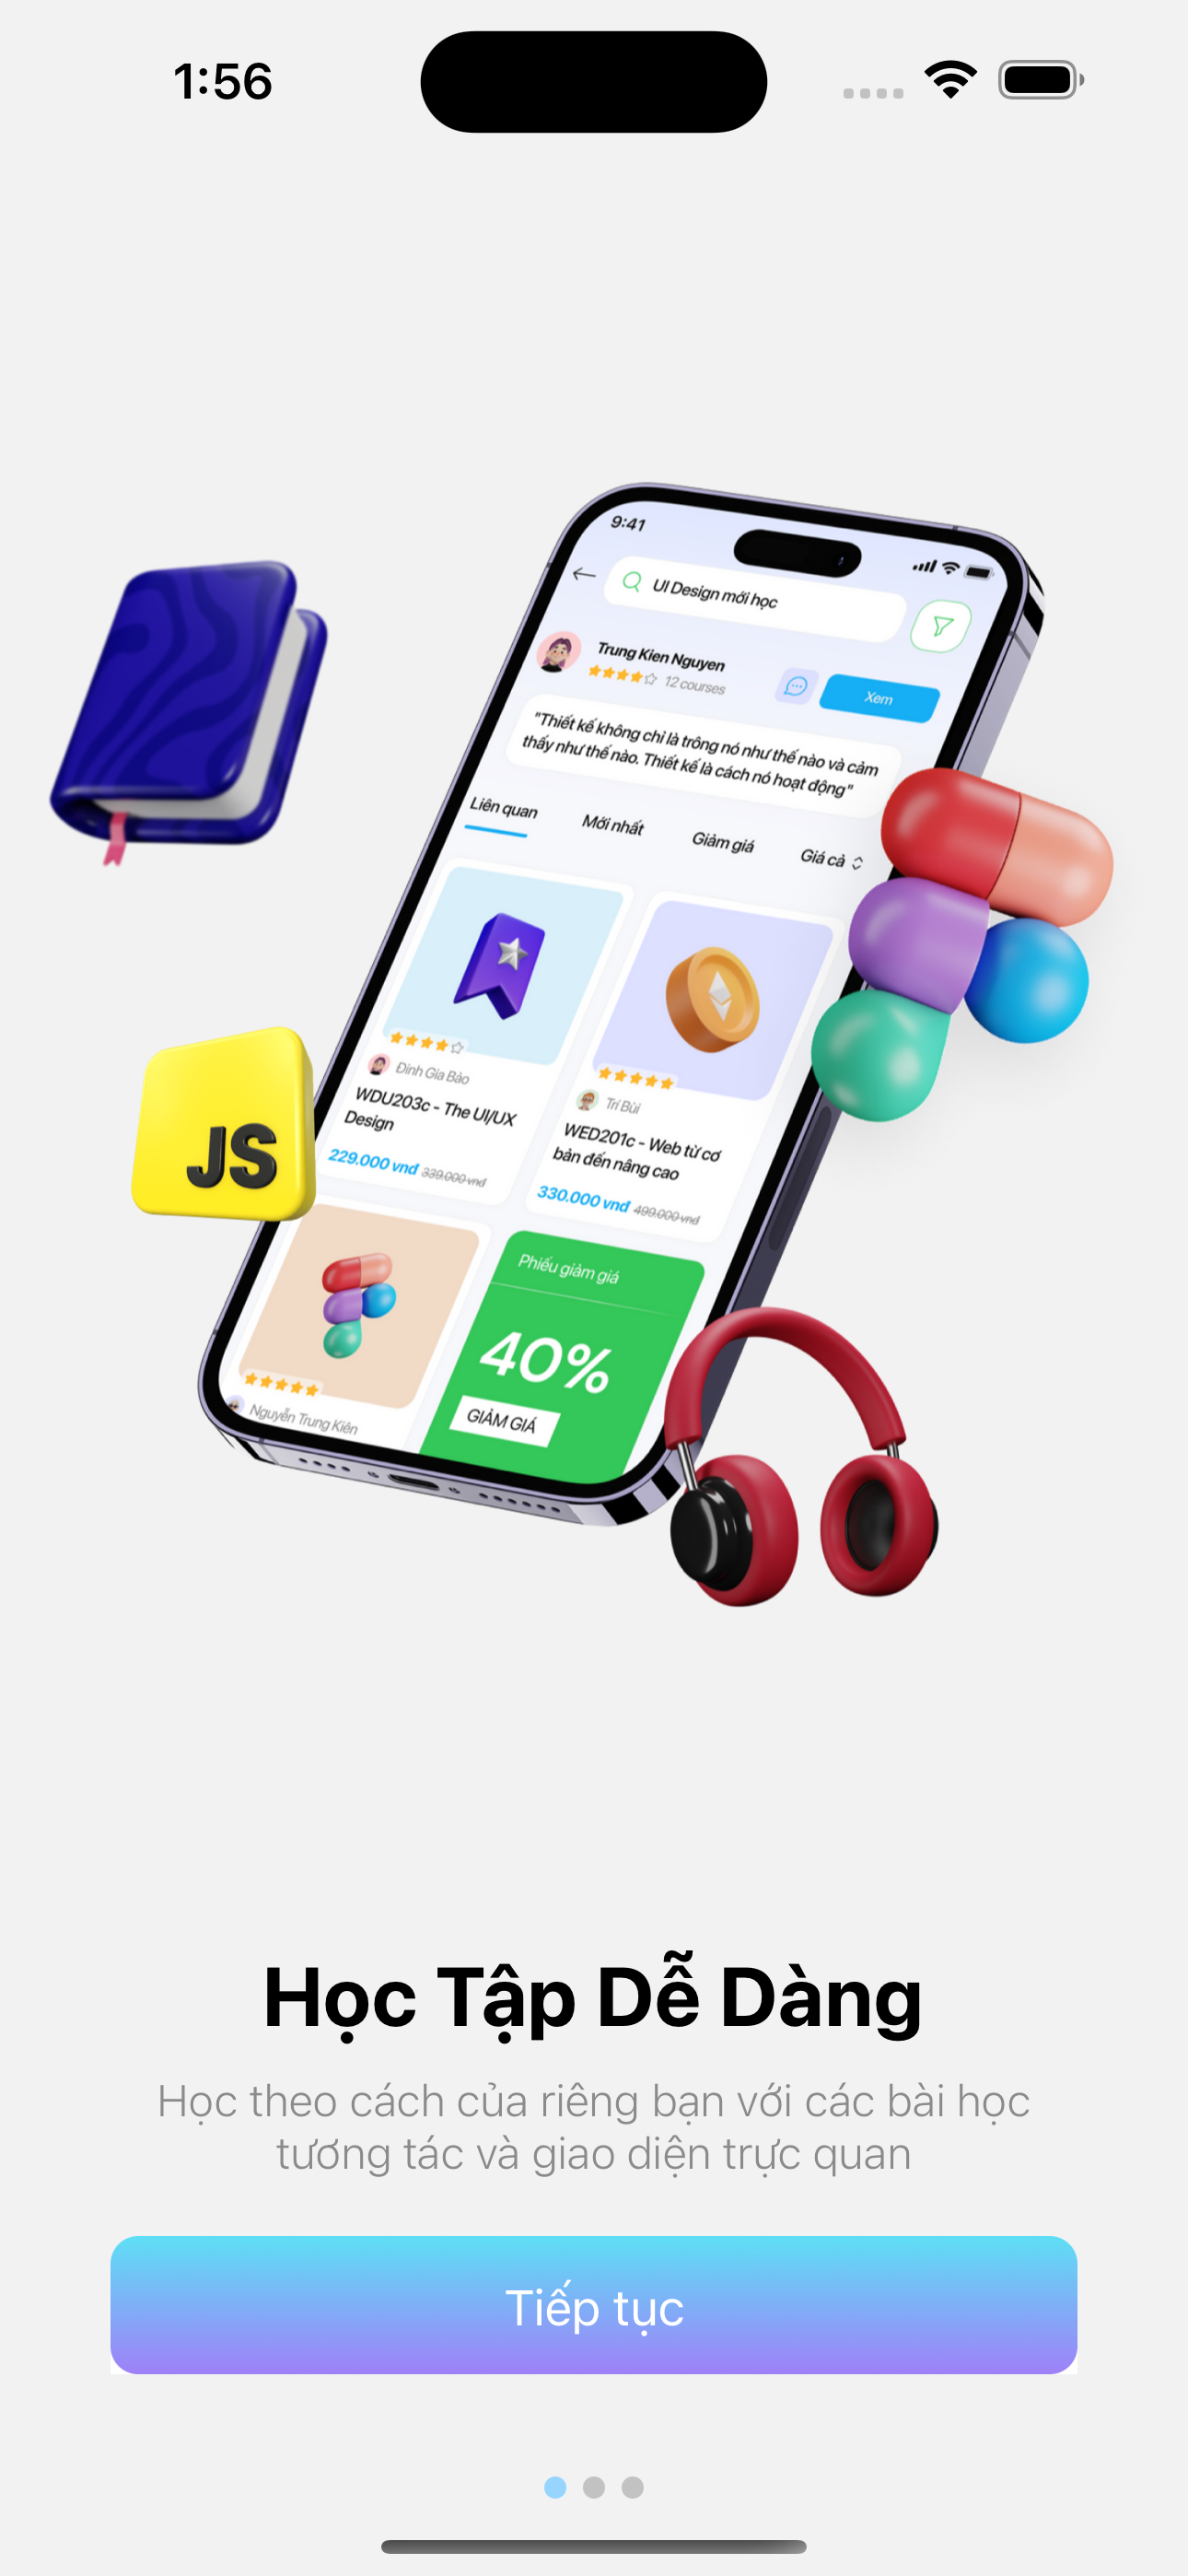 1:56
9:41
UI Design mới học
Trung Kien Nguyen
12 courses
Xem
"Thiết kế không chỉ là trông nó như thế nào và cảm
thấy như thế nào. Thiết kế là cách nó hoạt động"
Liên quan Mới nhất Giảm giá Giá cả
Đinh Gia Bảo
WDU203c - The UI/UX
Design
229.000 vnđ 339.000 vnđ
Trí Bùi
WED201c - Web từ cơ
bản đến nâng cao
330.000 vnđ 499.000 vnđ
JS
Nguyễn Trung Kiên
Phiếu giảm giá
40%
GIẢM GIÁ
Học Tập Dễ Dàng
Học theo cách của riêng bạn với các bài học
tương tác và giao diện trực quan
Tiếp tục